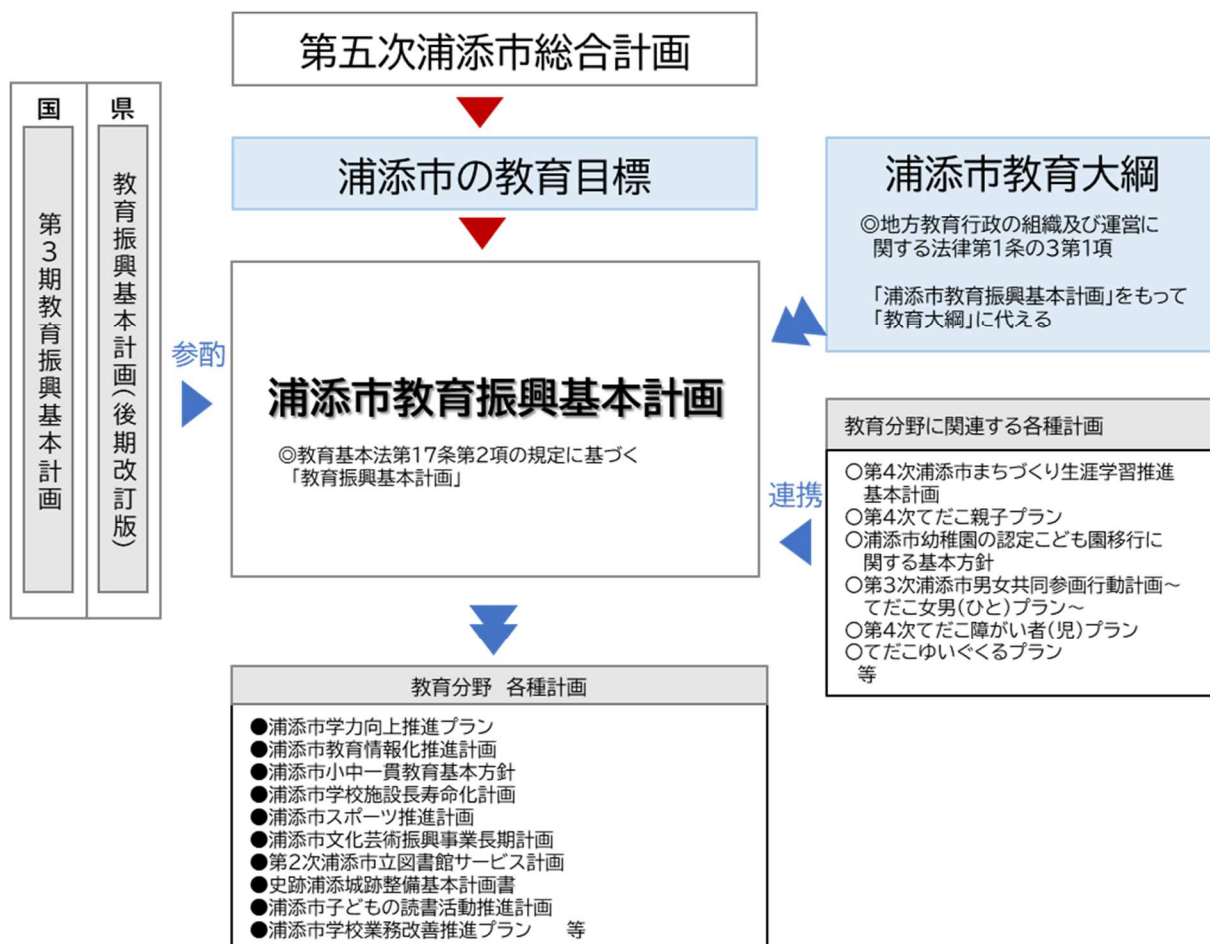 第五次浦添市総合計画
国
県
第3期教育振興基本計画
教育振興基本計画(後期改訂版)
浦添市の教育目標
浦添市教育大綱
◎地方教育行政の組織及び運営に
関する法律第1条の3第1項
「浦添市教育振興基本計画」をもって
「教育大綱」に代える
参酌
浦添市教育振興基本計画
◎教育基本法第17条第2項の規定に基づく
「教育振興基本計画」
連携
教育分野に関連する各種計画
○第4次浦添市まちづくり生涯学習推進
基本計画
○第4次てだこ親子プラン
○浦添市幼稚園の認定こども園移行に
関する基本方針
○第3次浦添市男女共同参画行動計画~
てだこ女男(ひと)プラン~
○第4次てだこ障がい者(児)プラン
○てだこゆいぐくるプラン
等
教育分野 各種計画
●浦添市学力向上推進プラン
●浦添市教育情報化推進計画
●浦添市小中一貫教育基本方針
●浦添市学校施設長寿命化計画
●浦添市スポーツ推進計画
●浦添市文化芸術振興事業長期計画
●第2次浦添市立図書館サービス計画
●史跡浦添城跡整備基本計画書
●浦添市子どもの読書活動推進計画
●浦添市学校業務改善推進プラン 等